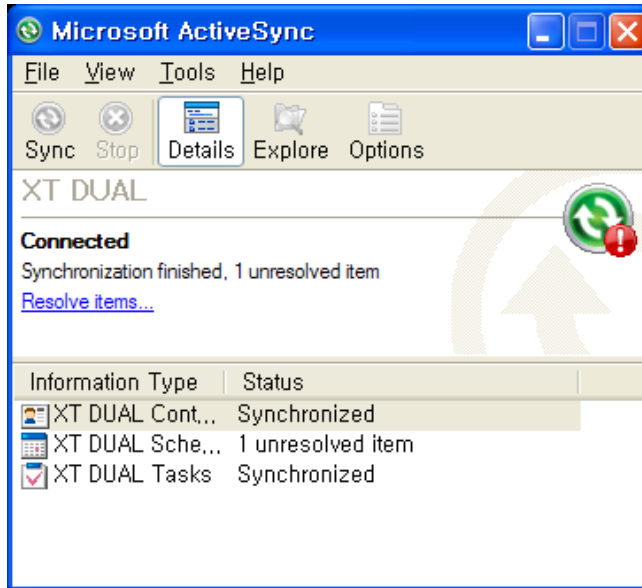 Microsoft ActiveSync
File View Tools Help
Sync Stop Details Explore Options
XT DUAL
Connected
Synchronization finished, 1 unresolved item
Resolve items...
Information Type Status
XT DUAL Cont... Synchronized
XT DUAL Sche... 1 unresolved item
XT DUAL Tasks Synchronized